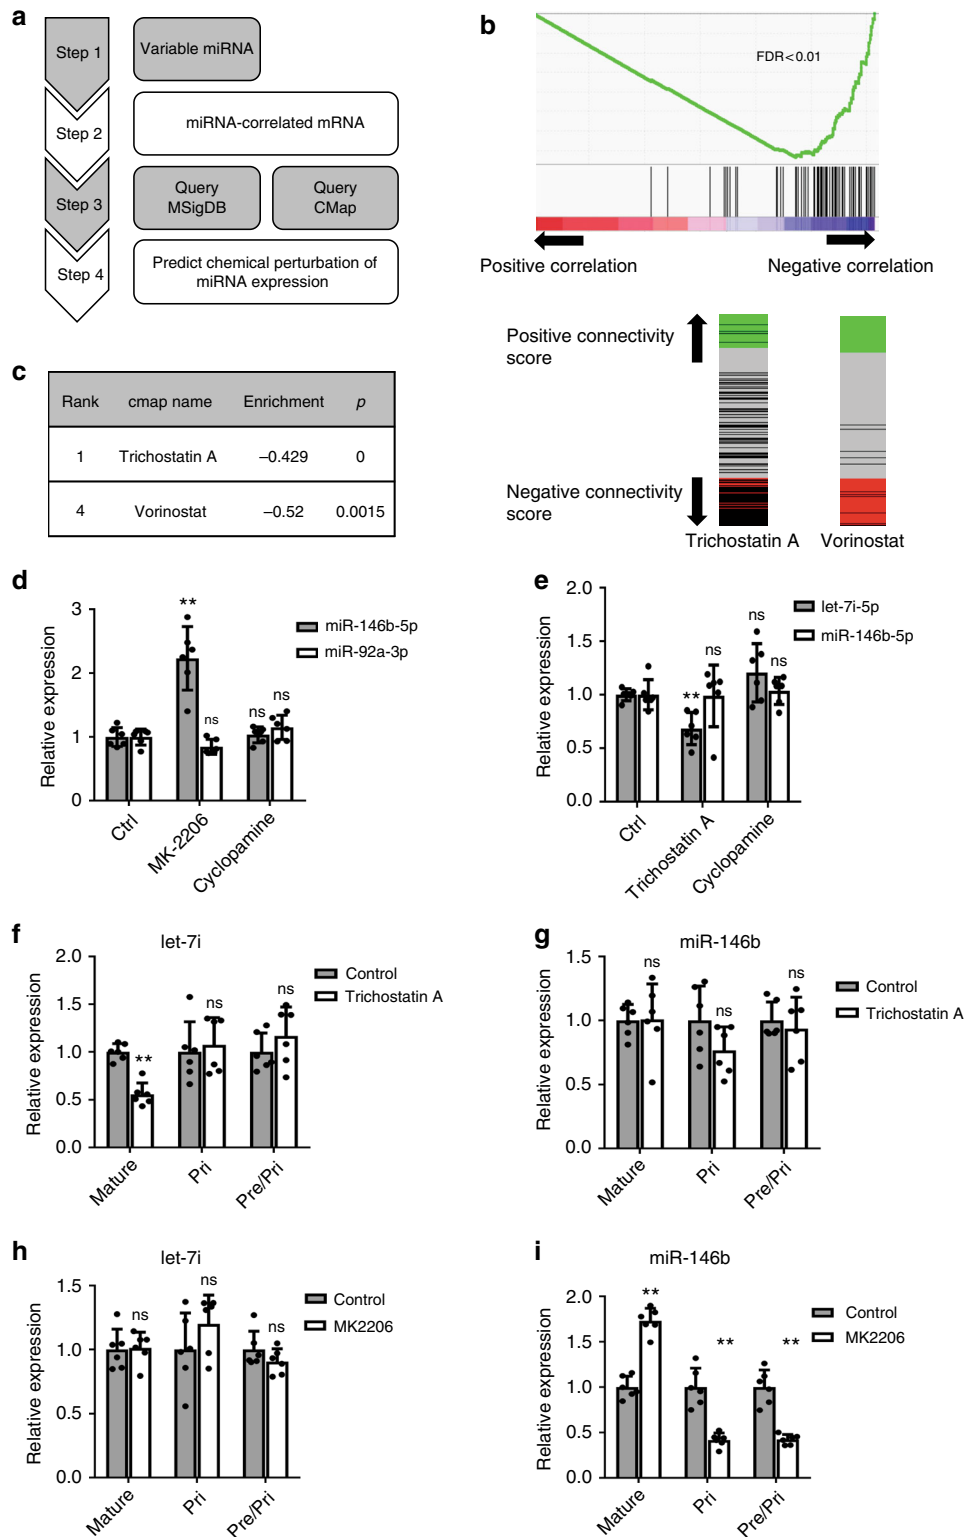 a
Step 1
Variable miRNA
Step 2
miRNA-correlated mRNA
Step 3
Query
MSigDB
Query
CMap
Step 4
Predict chemical perturbation of
miRNA expression
b
FDR<0.01
Positive correlation
Negative correlation
Positive connectivity
score
Negative connectivity
score
Trichostatin A
Vorinostat
c
Rank cmap name Enrichment p
1 Trichostatin A –0.429 0
4 Vorinostat –0.52 0.0015
d
Relative expression
3
2
1
0
**
ns
ns
ns
miR-146b-5p
miR-92a-3p
Ctrl
MK-2206
Cyclopamine
e
Relative expression
2.0
1.5
1.0
0.5
0.0
**
ns
ns
ns
let-7i-5p
miR-146b-5p
Ctrl
Trichostatin A
Cyclopamine
f
let-7i
Relative expression
2.0
1.5
1.0
0.5
0.0
**
ns
ns
Control
Trichostatin A
Mature
Pri
Pre/Pri
g
miR-146b
Relative expression
1.5
1.0
0.5
0.0
ns
ns
ns
Control
Trichostatin A
Mature
Pri
Pre/Pri
h
let-7i
Relative expression
1.5
1.0
0.5
0.0
ns
ns
ns
Control
MK2206
Mature
Pri
Pre/Pri
i
miR-146b
Relative expression
2.0
1.5
1.0
0.5
0.0
**
**
**
Control
MK2206
Mature
Pri
Pre/Pri